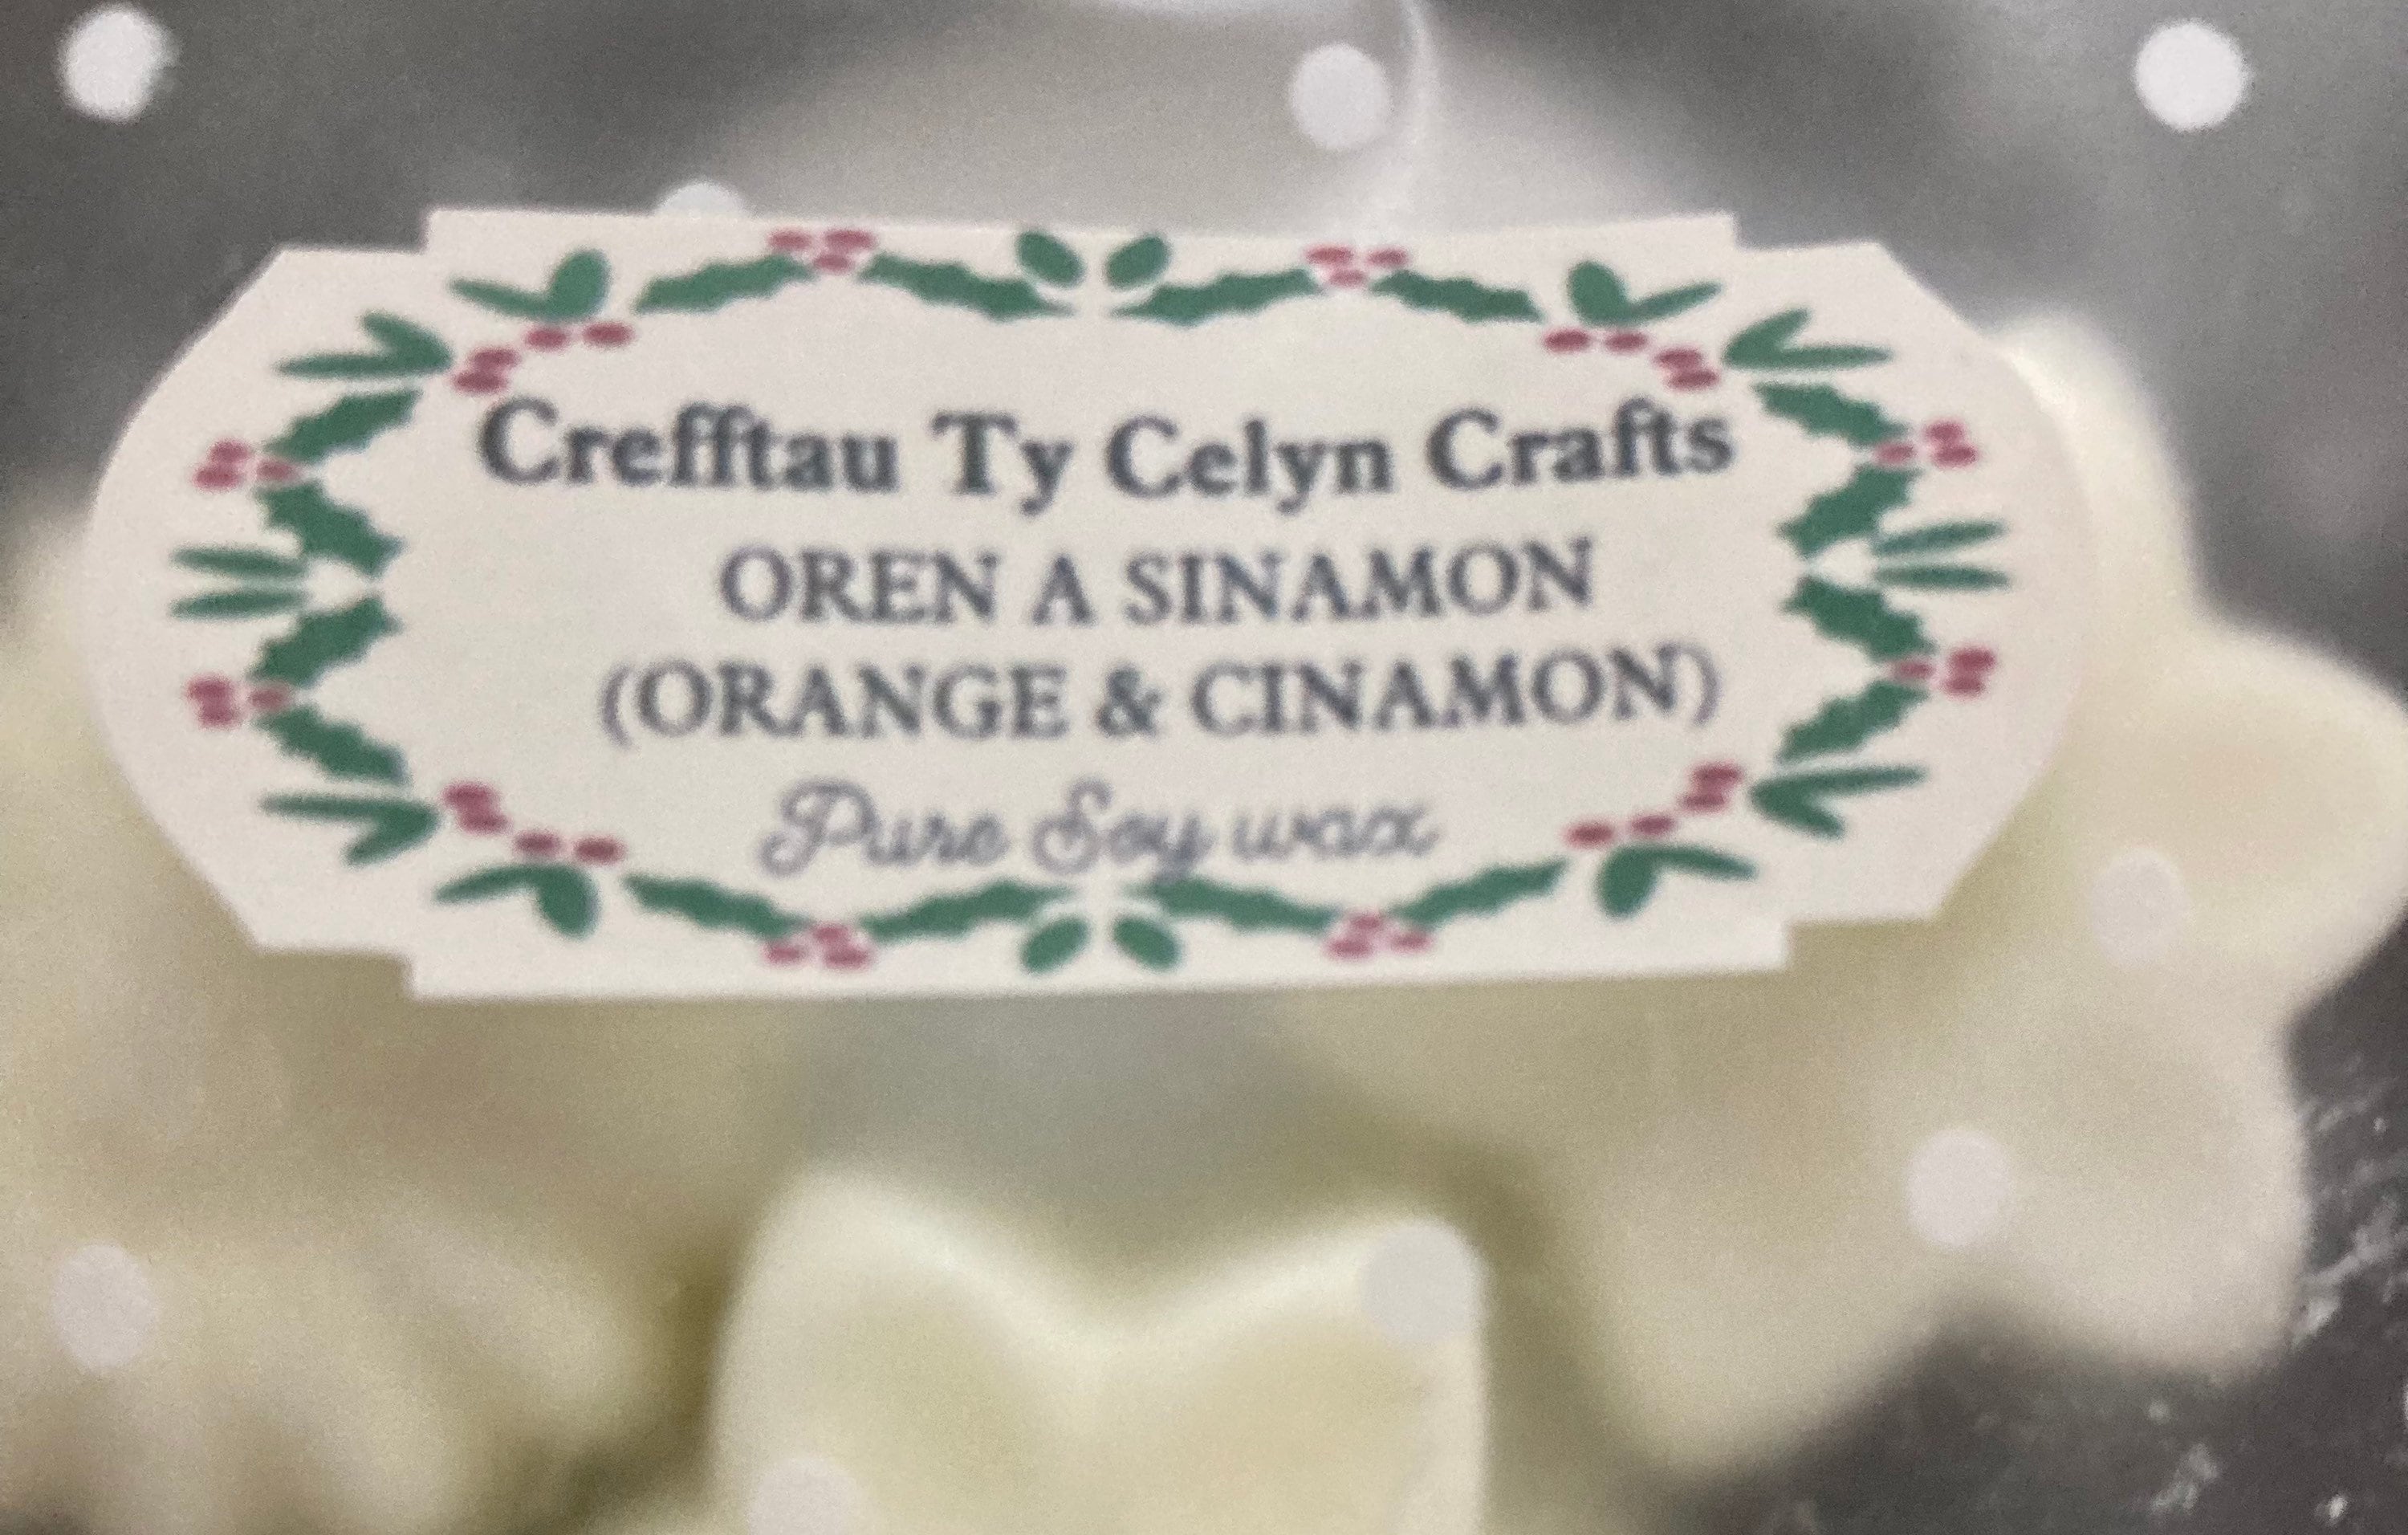 Crefftau Ty Celyn Crafts
OREN A SINAMON
(ORANGE & CINAMON)
Pure Soy wax